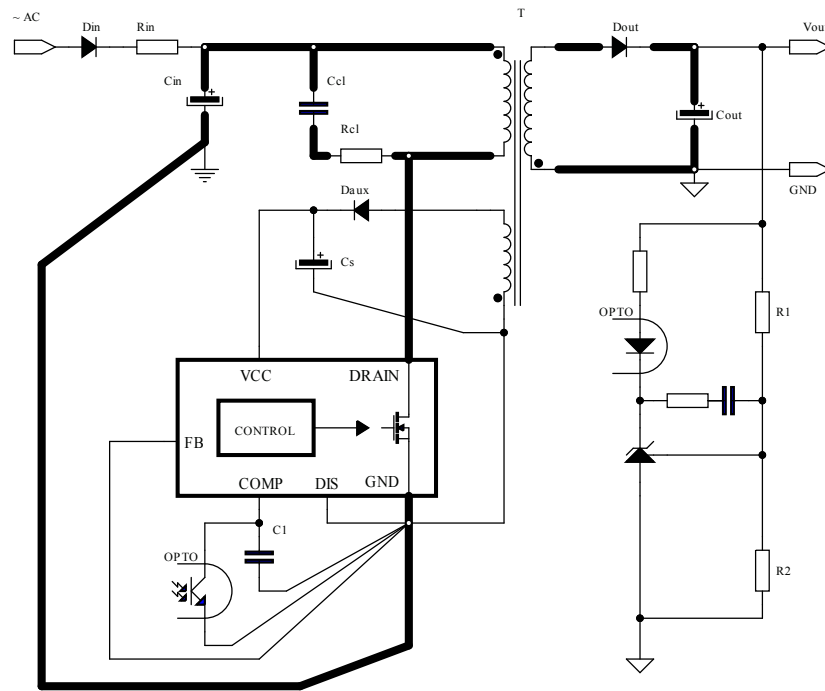 T
~ AC
Din
Rin
Dout
Vou
Cin
+
Ccl
+
Cout
Rcl
GND
Daux
+
Cs
OPTO
R1
VCC
DRAIN
CONTROL
FB
COMP
DIS
GND
C1
OPTO
R2